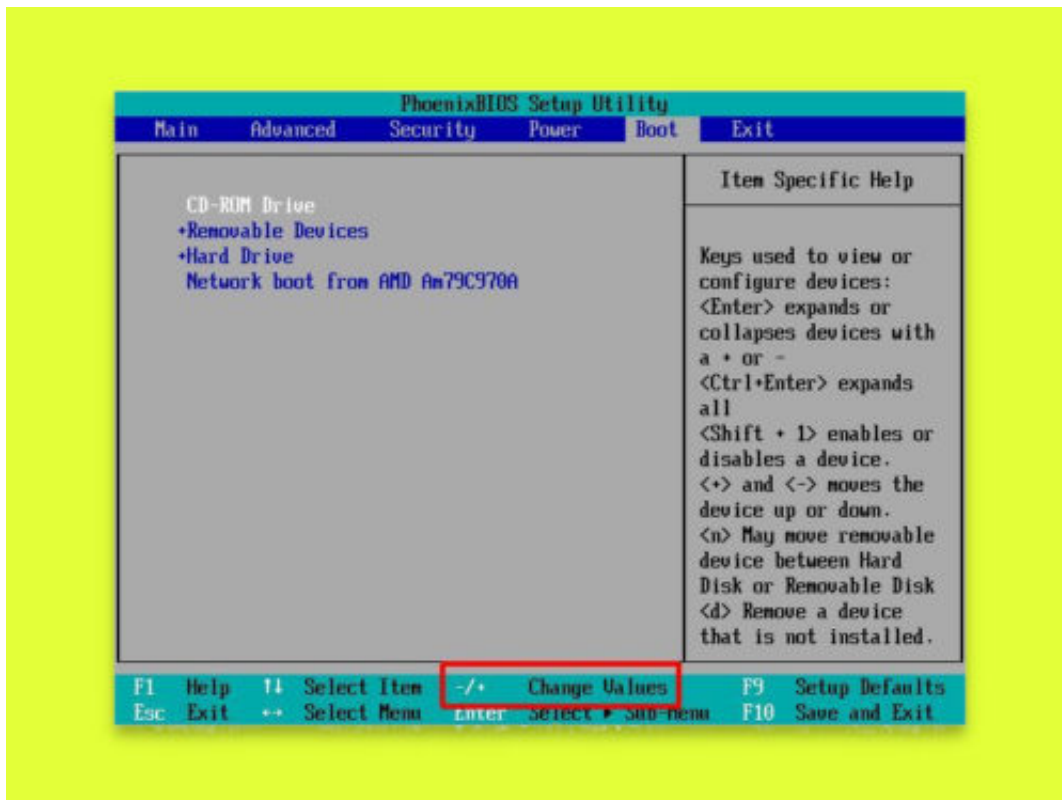 PhoenixBIOS Setup Utility
Main Advanced Security Power Boot Exit
CD-ROM Drive
+Removable Devices
+Hard Drive
Network boot from AMD Am79C970A
Item Specific Help
Keys used to view or
configure devices:
<Enter> expands or
collapses devices with
a + or -
<Ctrl+Enter> expands
all
<Shift + 1> enables or
disables a device.
<+> and <-> moves the
device up or down.
<n> May move removable
device between Hard
Disk or Removable Disk
<d> Remove a device
that is not installed.
F1 Help ↑↓ Select Item -/+ Change Values F9 Setup Defaults
Esc Exit ↔ Select Menu Enter Select ▶ Sub-Menu F10 Save and Exit